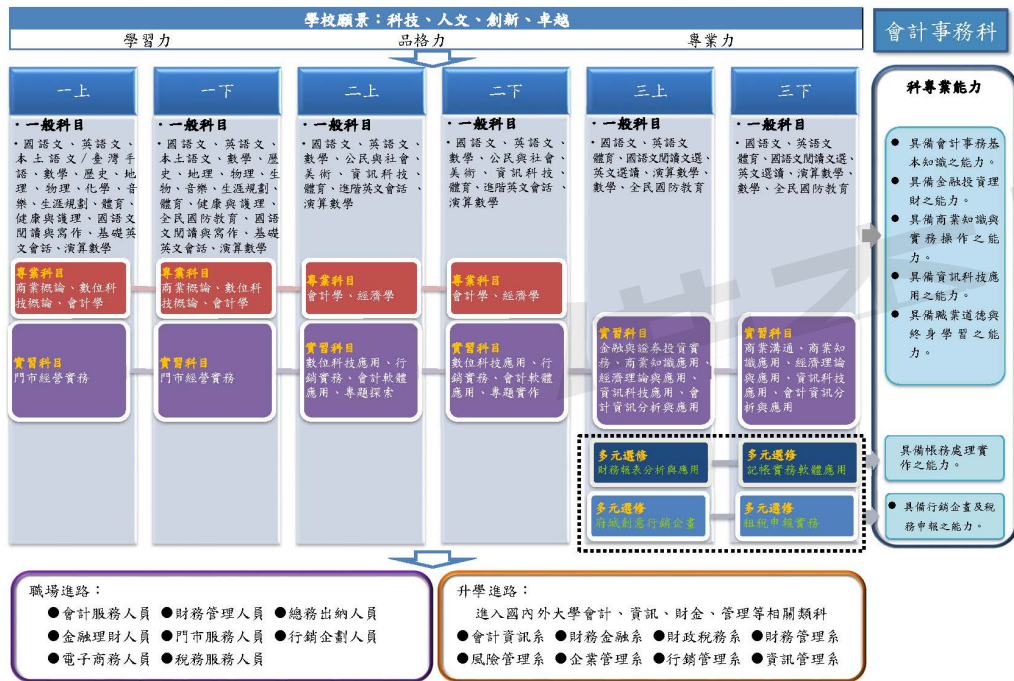 學校願景：科技、人文、創新、卓越
學習力
品格力
專業力
會計事務科
一上
・一般科目
・國語文、英語文、
本土語文/臺灣手
語、數學、歷史、地
理、物理、化學、音
樂、生涯規劃、體育、
健康與護理、國語文
閱讀與寫作、基礎英
文會話、演算數學
專業科目
商業概論、數位科
技概論、會計學
實習科目
門市經營實務
一下
・一般科目
・國語文、英語文、
本土語文、數學、歷
史、地理、物理、生
物、音樂、生涯規劃、
體育、健康與護理、
全民國防教育、國語
文閱讀與寫作、基礎
英文會話、演算數學
專業科目
商業概論、數位科
技概論、會計學
實習科目
門市經營實務
二上
・一般科目
・國語文、英語文、
數學、公民與社會、
美術、資訊科技、
體育、進階英文會話、
演算數學
專業科目
會計學、經濟學
實習科目
數位科技應用、行
銷實務、會計軟體
應用、專題探索
二下
・一般科目
・國語文、英語文、
數學、公民與社會、
美術、資訊科技、
體育、進階英文會話、
演算數學
專業科目
會計學、經濟學
實習科目
數位科技應用、行
銷實務、會計軟體
應用、專題實作
三上
・一般科目
・國語文、英語文
體育、國語文閱讀文選、
英文選讀、演算數學、
數學、全民國防教育
實習科目
金融與證券投資實
務、商業知識應用、
經濟理論與應用、
資訊科技應用、會
計資訊分析與應用
多元選修
財務報表分析與應用
多元選修
府城創意行銷企畫
三下
・一般科目
・國語文、英語文
體育、國語文閱讀文選、
英文選讀、演算數學、
數學、全民國防教育
實習科目
商業溝通、商業知
識應用、經濟理論
與應用、資訊科技
應用、會計資訊分
析與應用
多元選修
記帳實務軟體應用
多元選修
租稅申報實務
科專業能力
● 具備會計事務基
本知識之能力。
● 具備金融投資理
財之能力。
● 具備商業知識與
實務操作之能
力。
● 具備資訊科技應
用之能力。
● 具備職業道德與
終身學習之能
力。
具備帳務處理實
作之能力。
● 具備行銷企畫及稅
務申報之能力。
職場進路：
●會計服務人員 ●財務管理人員 ●總務出納人員
●金融理財人員 ●門市服務人員 ●行銷企劃人員
●電子商務人員 ●稅務服務人員
升學進路：
進入國內外大學會計、資訊、財金、管理等相關類科
●會計資訊系 ●財務金融系 ●財政稅務系 ●財務管理系
●風險管理系 ●企業管理系 ●行銷管理系 ●資訊管理系